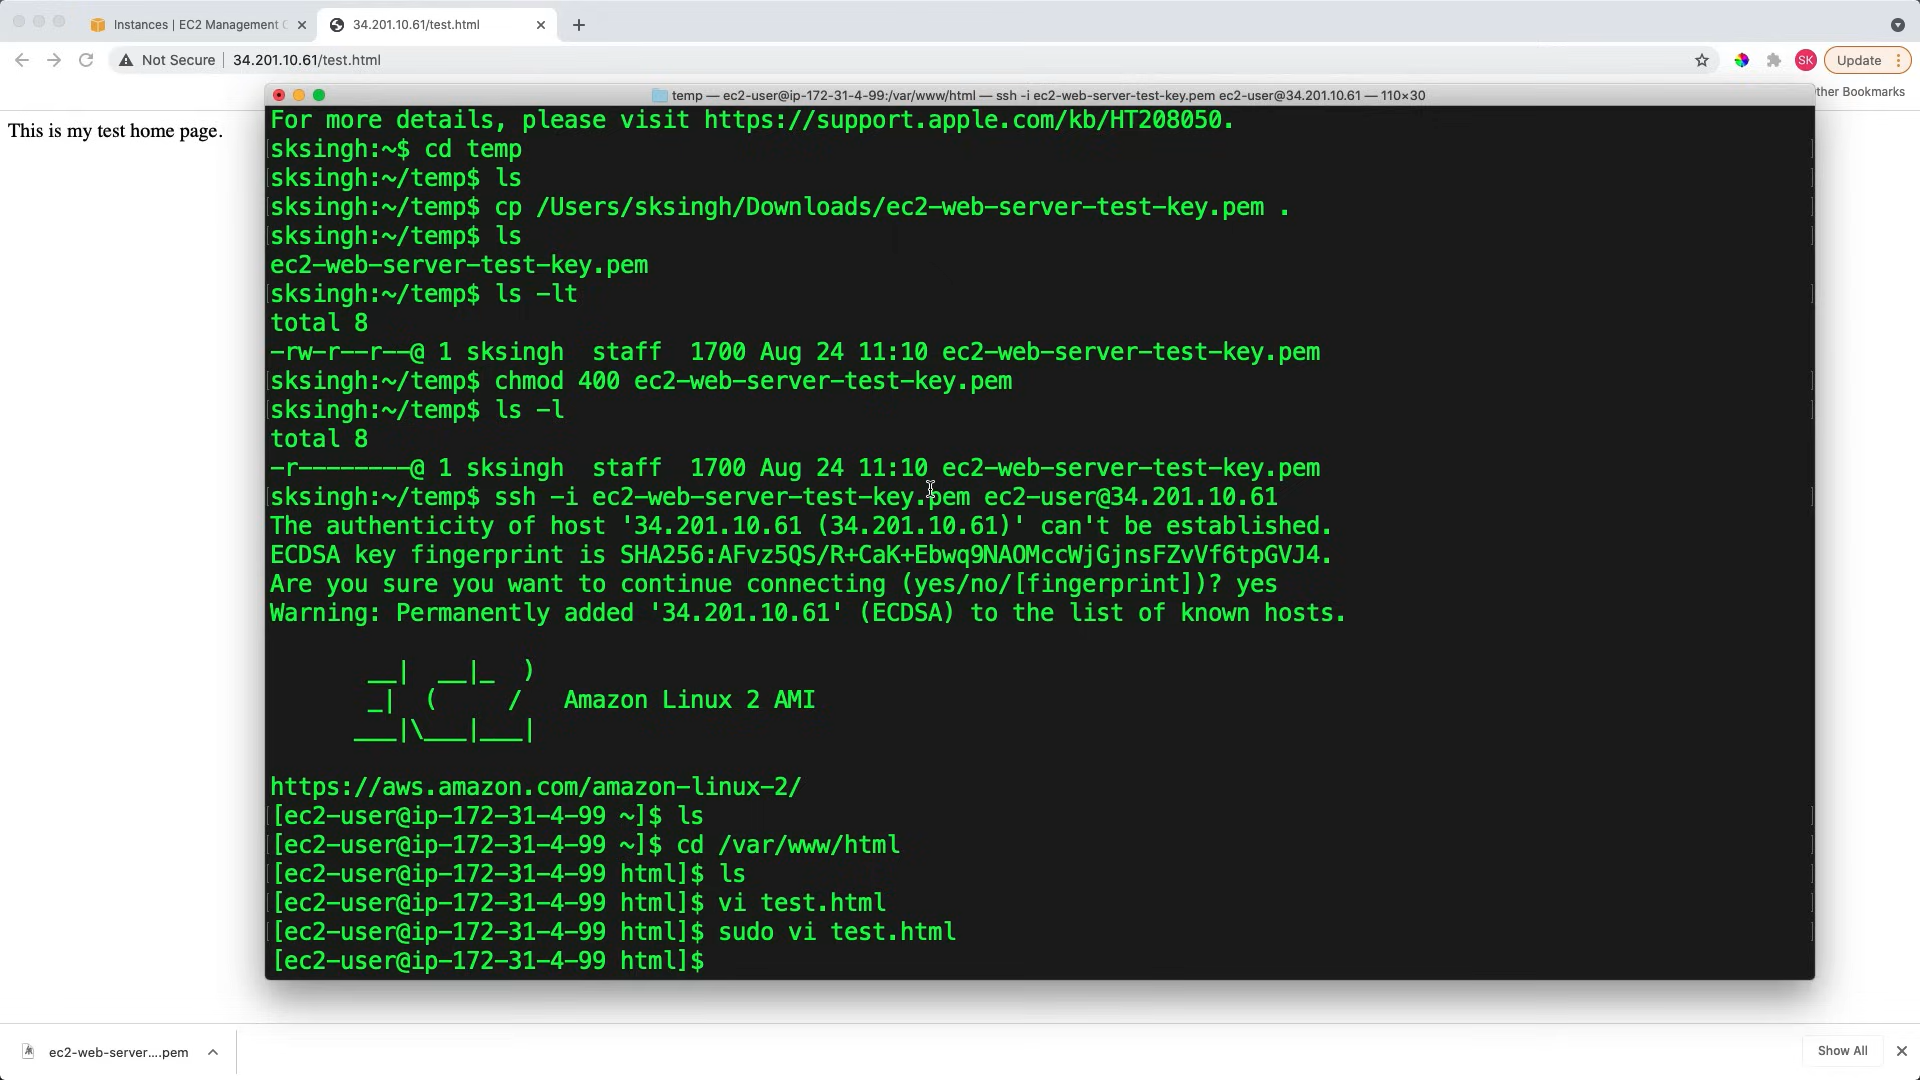 Instances | EC2 Management C
34.201.10.61/test.html
Not Secure
34.201.10.61/test.html
SK
Update
ther Bookmarks
This is my test home page.
temp — ec2-user@ip-172-31-4-99:/var/www/html — ssh -i ec2-web-server-test-key.pem ec2-user@34.201.10.61 — 110×30
For more details, please visit https://support.apple.com/kb/HT208050.
[sksingh:~$ cd temp ]
[sksingh:~/temp$ ls ]
[sksingh:~/temp$ cp /Users/sksingh/Downloads/ec2-web-server-test-key.pem . ]
[sksingh:~/temp$ ls ]
ec2-web-server-test-key.pem
[sksingh:~/temp$ ls -lt ]
total 8
-rw-r--r--@ 1 sksingh  staff  1700 Aug 24 11:10 ec2-web-server-test-key.pem
[sksingh:~/temp$ chmod 400 ec2-web-server-test-key.pem ]
[sksingh:~/temp$ ls -l ]
total 8
-r--------@ 1 sksingh  staff  1700 Aug 24 11:10 ec2-web-server-test-key.pem
[sksingh:~/temp$ ssh -i ec2-web-server-test-key.pem ec2-user@34.201.10.61 ]
The authenticity of host '34.201.10.61 (34.201.10.61)' can't be established.
ECDSA key fingerprint is SHA256:AFvz5QS/R+CaK+Ebwq9NAOMccWjGjnsFZvVf6tpGVJ4.
Are you sure you want to continue connecting (yes/no/[fingerprint])? yes
Warning: Permanently added '34.201.10.61' (ECDSA) to the list of known hosts.
       __|  __|_  )
       _|  (     /   Amazon Linux 2 AMI
      ___|\___|___|
https://aws.amazon.com/amazon-linux-2/
[[ec2-user@ip-172-31-4-99 ~]$ ls ]
[[ec2-user@ip-172-31-4-99 ~]$ cd /var/www/html ]
[[ec2-user@ip-172-31-4-99 html]$ ls ]
[[ec2-user@ip-172-31-4-99 html]$ vi test.html ]
[[ec2-user@ip-172-31-4-99 html]$ sudo vi test.html ]
[ec2-user@ip-172-31-4-99 html]$
ec2-web-server....pem
Show All